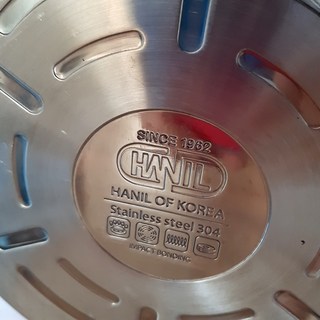 SINCE 1962
HANIL
HANIL OF KOREA
Stainless steel 304
IMPACT BONDING